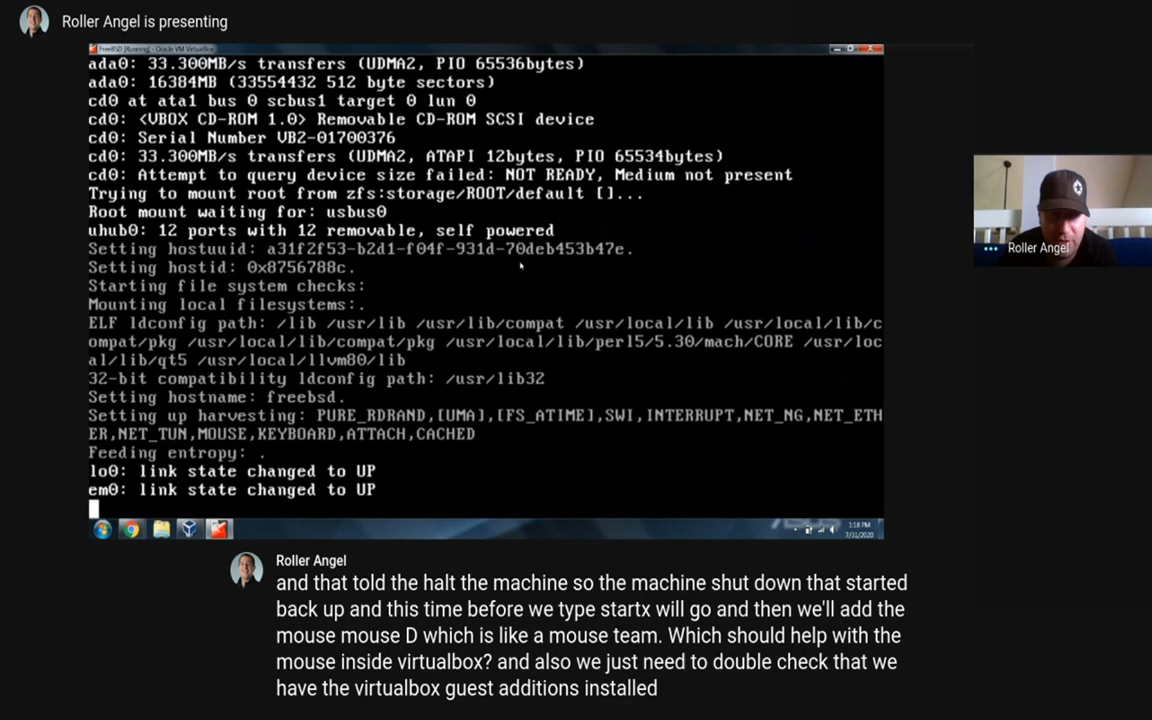 Roller Angel is presenting
FreeBSD [Running] - Oracle VM VirtualBox
ada0: 33.300MB/s transfers (UDMA2, PIO 65536bytes)
ada0: 16384MB (33554432 512 byte sectors)
cd0 at ata1 bus 0 scbus1 target 0 lun 0
cd0: <VBOX CD-ROM 1.0> Removable CD-ROM SCSI device
cd0: Serial Number VB2-01700376
cd0: 33.300MB/s transfers (UDMA2, ATAPI 12bytes, PIO 65534bytes)
cd0: Attempt to query device size failed: NOT READY, Medium not present
Trying to mount root from zfs:storage/ROOT/default []...
Root mount waiting for: usbus0
uhub0: 12 ports with 12 removable, self powered
Setting hostuuid: a31f2f53-b2d1-f04f-931d-70deb453b47e.
Setting hostid: 0x8756788c.
Starting file system checks:
Mounting local filesystems:.
ELF ldconfig path: /lib /usr/lib /usr/lib/compat /usr/local/lib /usr/local/lib/c
ompat/pkg /usr/local/lib/compat/pkg /usr/local/lib/perl5/5.30/mach/CORE /usr/loc
al/lib/qt5 /usr/local/llvm80/lib
32-bit compatibility ldconfig path: /usr/lib32
Setting hostname: freebsd.
Setting up harvesting: PURE_RDRAND,[UMA],[FS_ATIME],SWI,INTERRUPT,NET_NG,NET_ETH
ER,NET_TUN,MOUSE,KEYBOARD,ATTACH,CACHED
Feeding entropy: .
lo0: link state changed to UP
em0: link state changed to UP
1:18 PM
7/31/2020
Roller Angel
Roller Angel
and that told the halt the machine so the machine shut down that started
back up and this time before we type startx will go and then we'll add the
mouse mouse D which is like a mouse team. Which should help with the
mouse inside virtualbox? and also we just need to double check that we
have the virtualbox guest additions installed